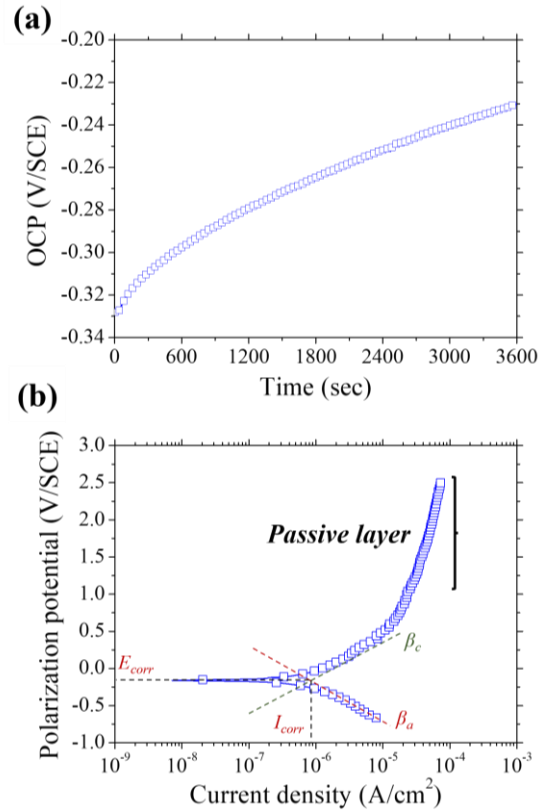 (a)
-0.20
-0.24
-0.26
-0.28
-0.30
-0.32
-0.34
OCP (V/SCE)
0 600 1200 1800 2400 3000 3600
Time (sec)
(b)
3.0
2.5
2.0
1.5
1.0
0.5
0.0
-0.5
-1.0
Polarization potential (V/SCE)
Passive layer
βc
Ecorr
Icorr
βa
10-9 10-8 10-7 10-6 10-5 10-4 10-3
Current density (A/cm2)